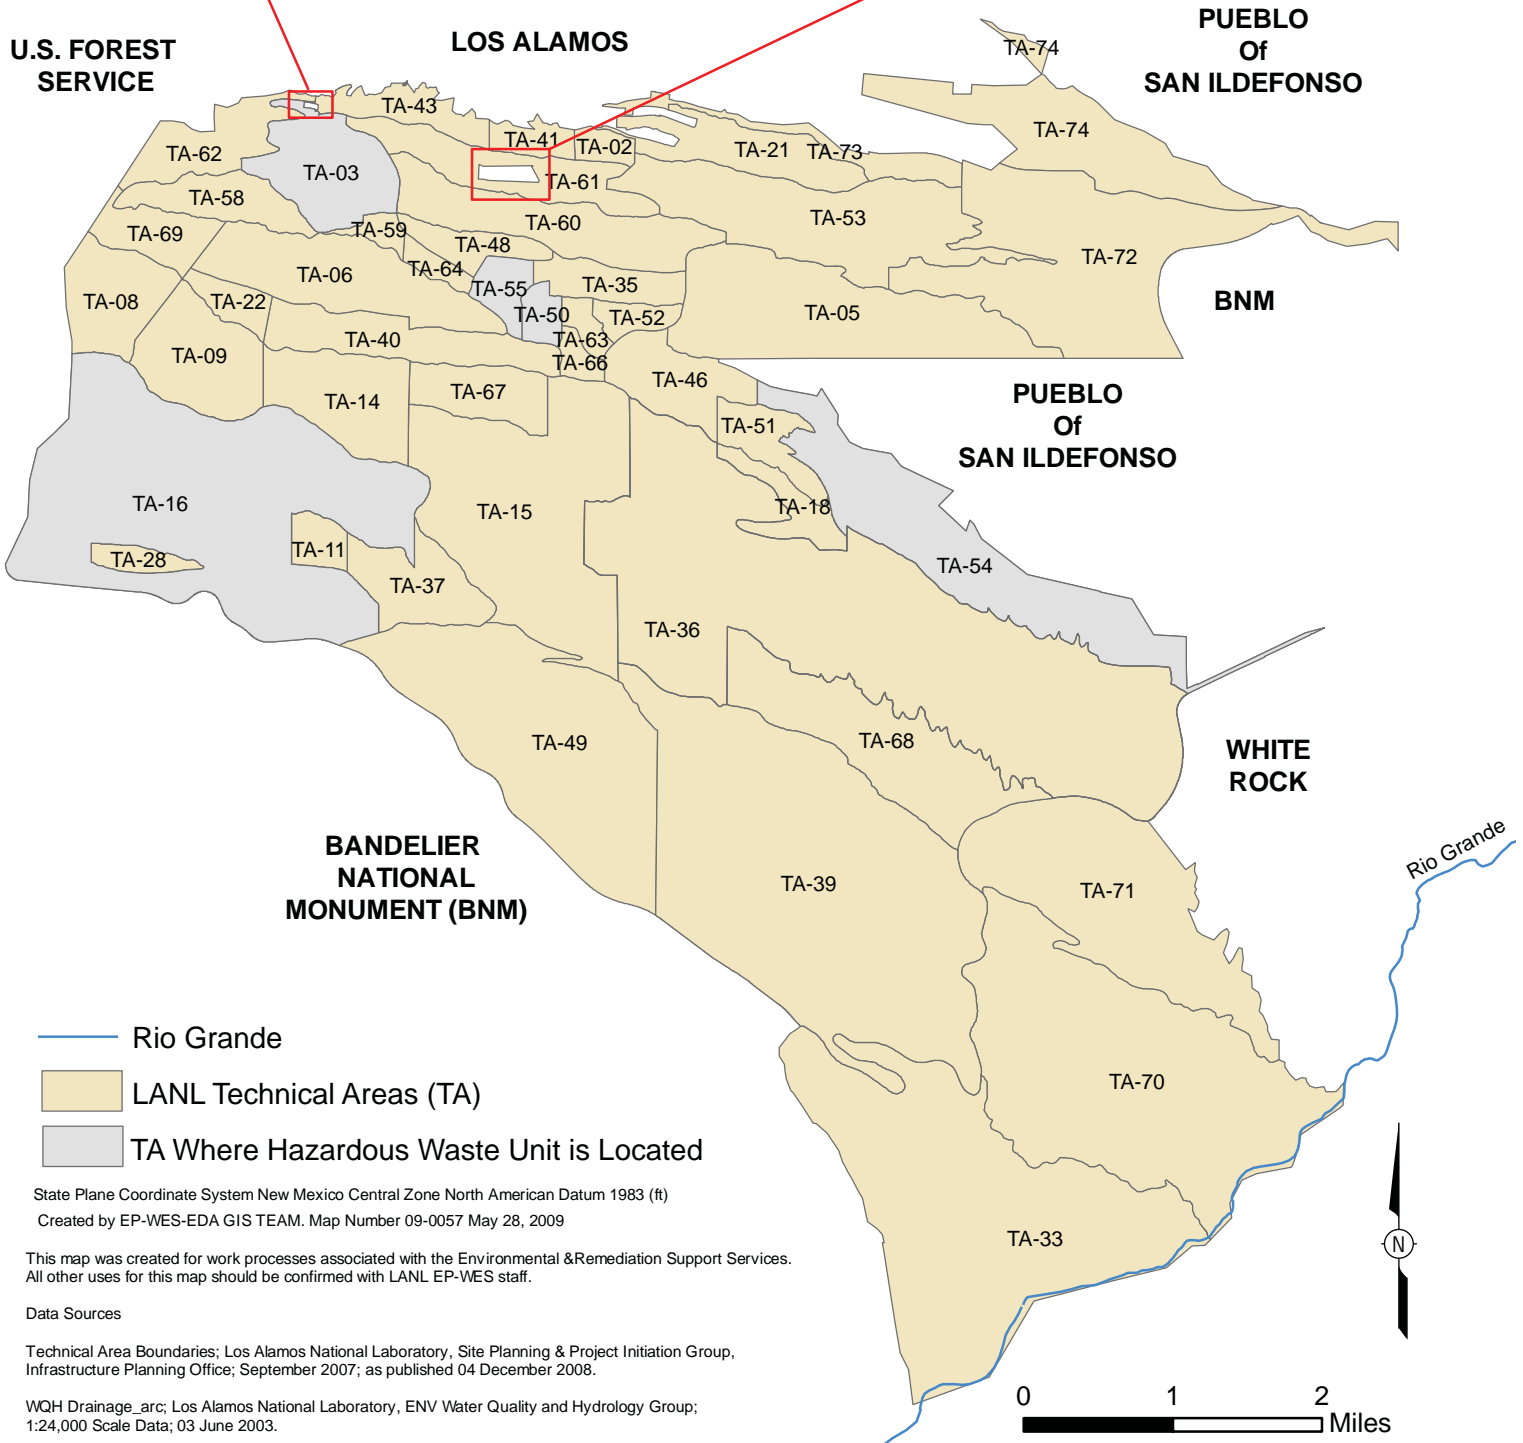 U.S. FOREST
SERVICE
LOS ALAMOS
PUEBLO
Of
SAN ILDEFONSO
TA-74
TA-43
TA-74
TA-41
TA-02
TA-21
TA-73
TA-62
TA-03
TA-61
TA-58
TA-53
TA-60
TA-59
TA-69
TA-48
TA-72
TA-64
TA-06
TA-35
TA-55
TA-08
TA-22
BNM
TA-50
TA-52
TA-05
TA-40
TA-63
TA-09
TA-66
TA-46
TA-67
TA-14
PUEBLO
Of
SAN ILDEFONSO
TA-51
TA-16
TA-15
TA-18
TA-11
TA-28
TA-54
TA-37
TA-36
TA-49
TA-68
WHITE
ROCK
BANDELIER
NATIONAL
MONUMENT (BNM)
Rio Grande
TA-39
TA-71
TA-70
TA-33
Rio Grande
LANL Technical Areas (TA)
TA Where Hazardous Waste Unit is Located
State Plane Coordinate System New Mexico Central Zone North American Datum 1983 (ft)
Created by EP-WES-EDA GIS TEAM. Map Number 09-0057 May 28, 2009
This map was created for work processes associated with the Environmental &Remediation Support Services.
All other uses for this map should be confirmed with LANL EP-WES staff.
Data Sources
Technical Area Boundaries; Los Alamos National Laboratory, Site Planning & Project Initiation Group,
Infrastructure Planning Office; September 2007; as published 04 December 2008.
WQH Drainage_arc; Los Alamos National Laboratory, ENV Water Quality and Hydrology Group;
1:24,000 Scale Data; 03 June 2003.
N
0 1 2
Miles